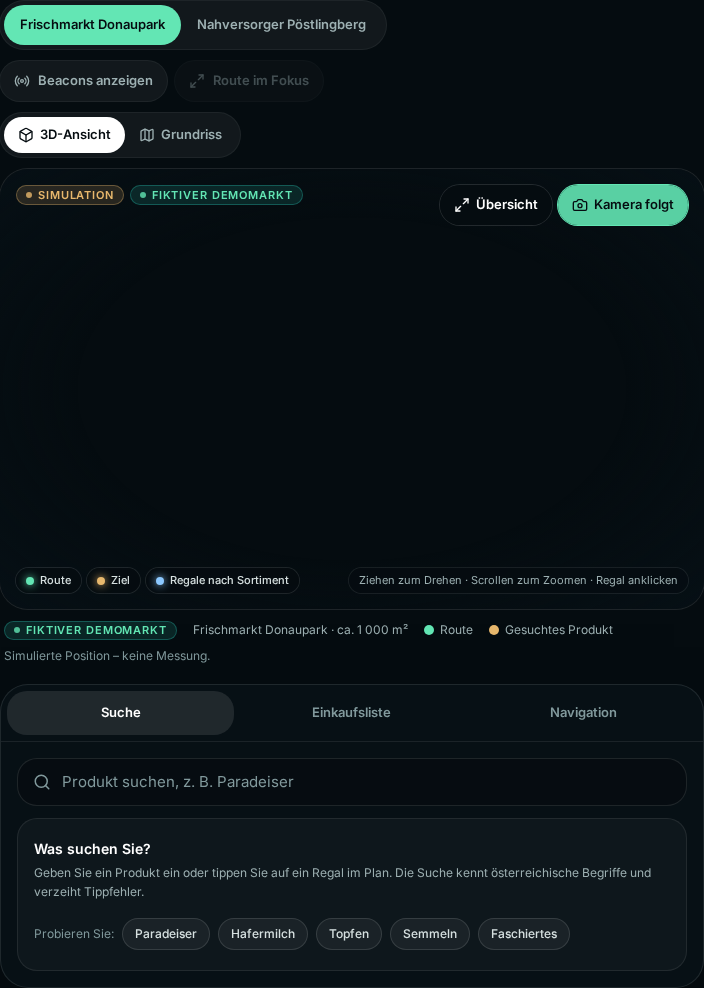 Frischmarkt Donaupark Nahversorger Pöstlingberg
Beacons anzeigen Route im Fokus
3D-Ansicht Grundriss
SIMULATION FIKTIVER DEMOMARKT Übersicht Kamera folgt
Route Ziel Regale nach Sortiment Ziehen zum Drehen · Scrollen zum Zoomen · Regal anklicken
FIKTIVER DEMOMARKT Frischmarkt Donaupark · ca. 1 000 m² Route Gesuchtes Produkt
Simulierte Position – keine Messung.
Suche Einkaufsliste Navigation
Produkt suchen, z. B. Paradeiser
Was suchen Sie?
Geben Sie ein Produkt ein oder tippen Sie auf ein Regal im Plan. Die Suche kennt österreichische Begriffe und
verzeiht Tippfehler.
Probieren Sie: Paradeiser Hafermilch Topfen Semmeln Faschiertes